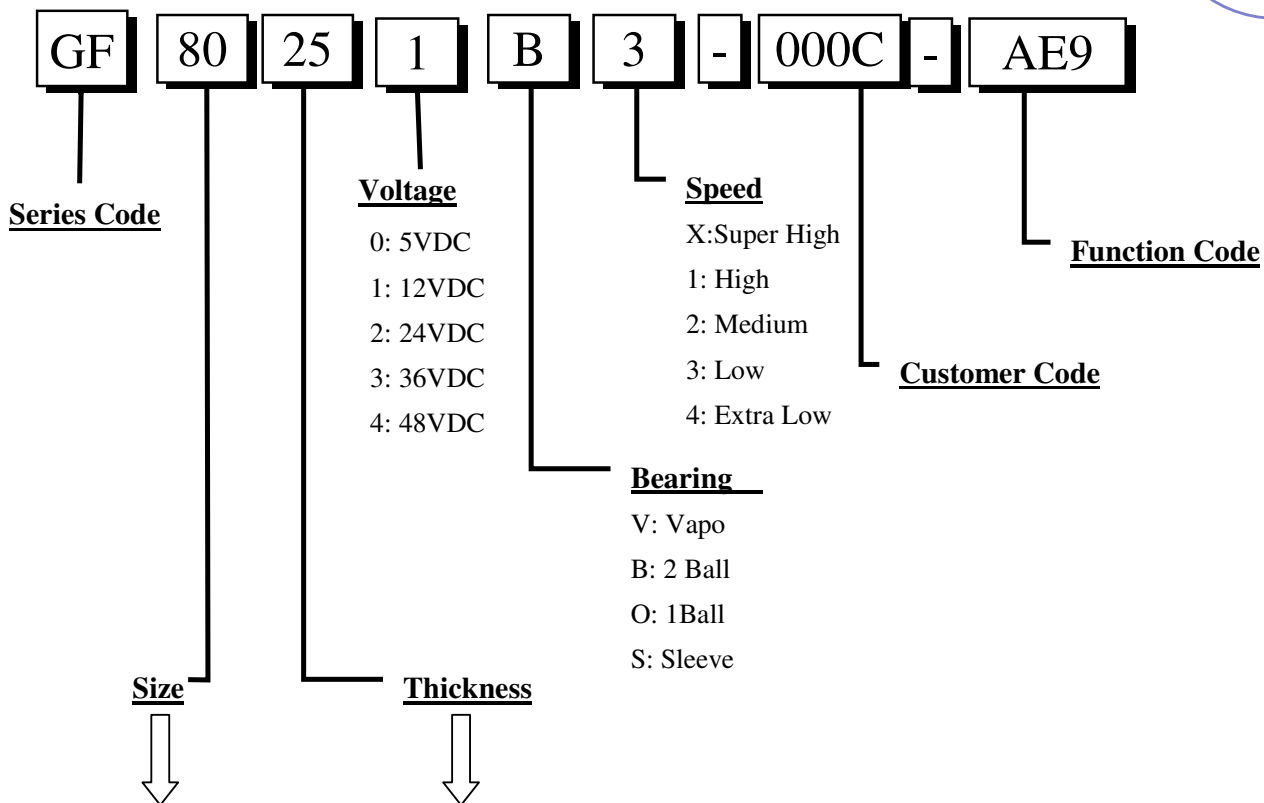 GF 80 25 1 B 3 - 000C - AE9
Series Code
Voltage
0: 5VDC
1: 12VDC
2: 24VDC
3: 36VDC
4: 48VDC
Speed
X:Super High
1: High
2: Medium
3: Low
4: Extra Low
Function Code
Customer Code
Bearing
V: Vapo
B: 2 Ball
O: 1Ball
S: Sleeve
Size
Thickness